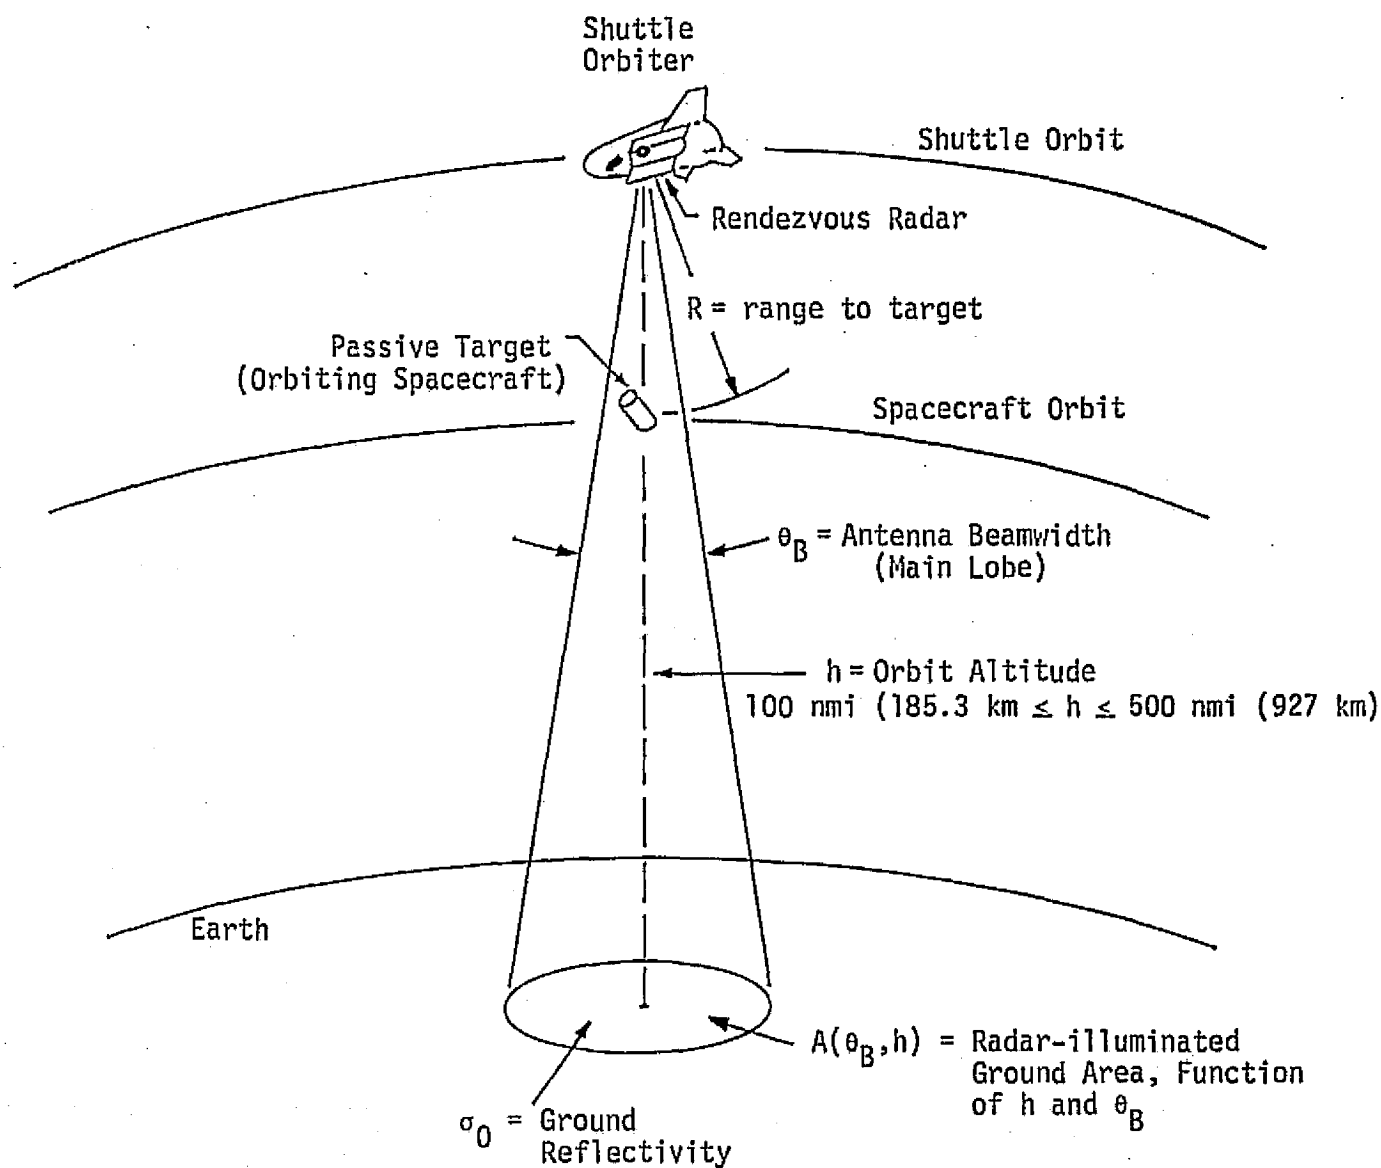 Shuttle
Orbiter
Shuttle Orbit
Rendezvous Radar
R = range to target
Passive Target
(Orbiting Spacecraft)
Spacecraft Orbit
θB = Antenna Beamwidth
(Main Lobe)
h = Orbit Altitude
100 nmi (185.3 km ≤ h ≤ 500 nmi (927 km)
Earth
A(θB,h) = Radar-illuminated
Ground Area, Function
of h and θB
σ0 = Ground
Reflectivity